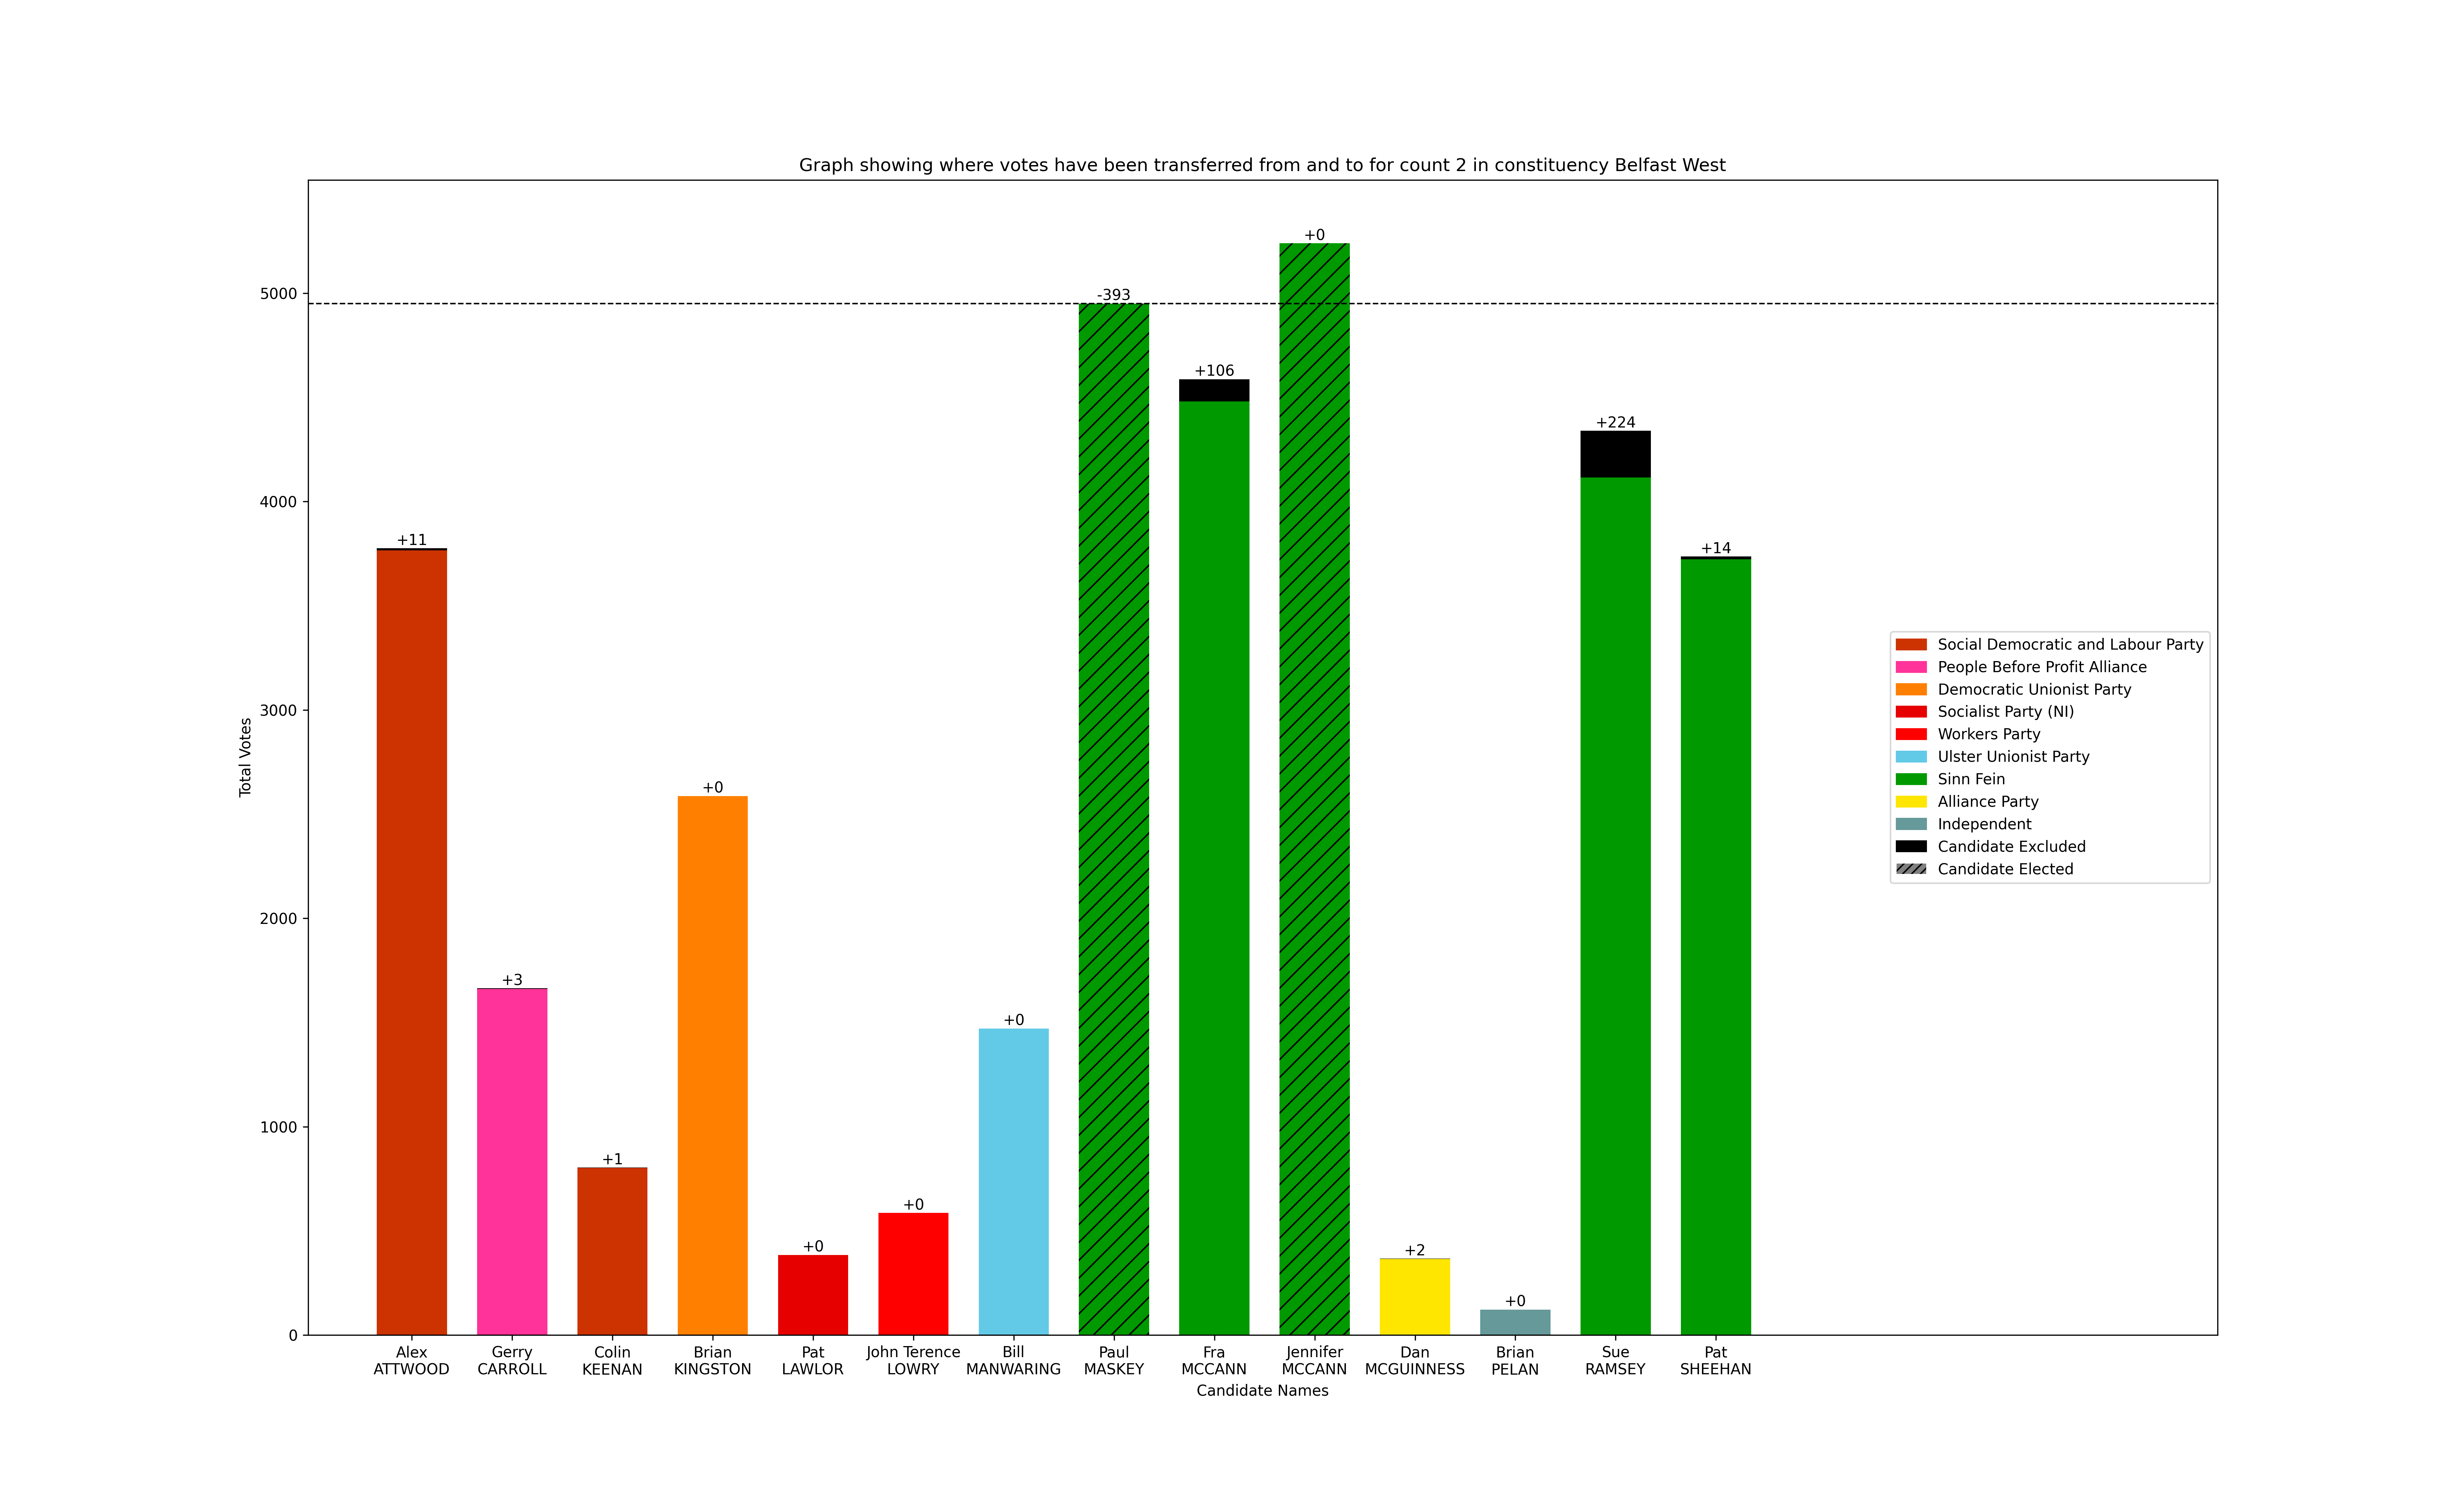 Graph showing where votes have been transferred from and to for count 2 in constituency Belfast West
Total Votes
5000
4000
3000
2000
1000
0
+11
+3
+1
+0
+0
+0
+0
-393
+106
+0
+2
+0
+224
+14
Alex
ATTWOOD
Gerry
CARROLL
Colin
KEENAN
Brian
KINGSTON
Pat
LAWLOR
John Terence
LOWRY
Bill
MANWARING
Paul
MASKEY
Fra
MCCANN
Jennifer
MCCANN
Dan
MCGUINNESS
Brian
PELAN
Sue
RAMSEY
Pat
SHEEHAN
Candidate Names
Social Democratic and Labour Party
People Before Profit Alliance
Democratic Unionist Party
Socialist Party (NI)
Workers Party
Ulster Unionist Party
Sinn Fein
Alliance Party
Independent
Candidate Excluded
Candidate Elected